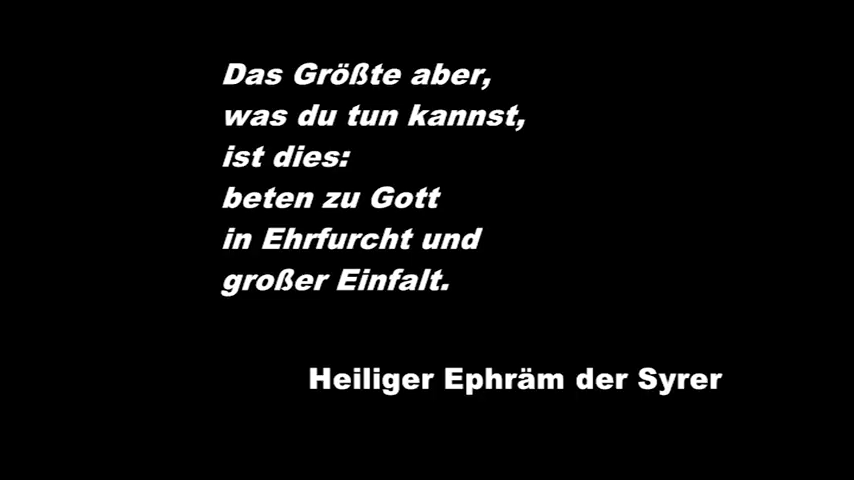 Das Größte aber,
was du tun kannst,
ist dies:
beten zu Gott
in Ehrfurcht und
großer Einfalt.
Heiliger Ephräm der Syrer